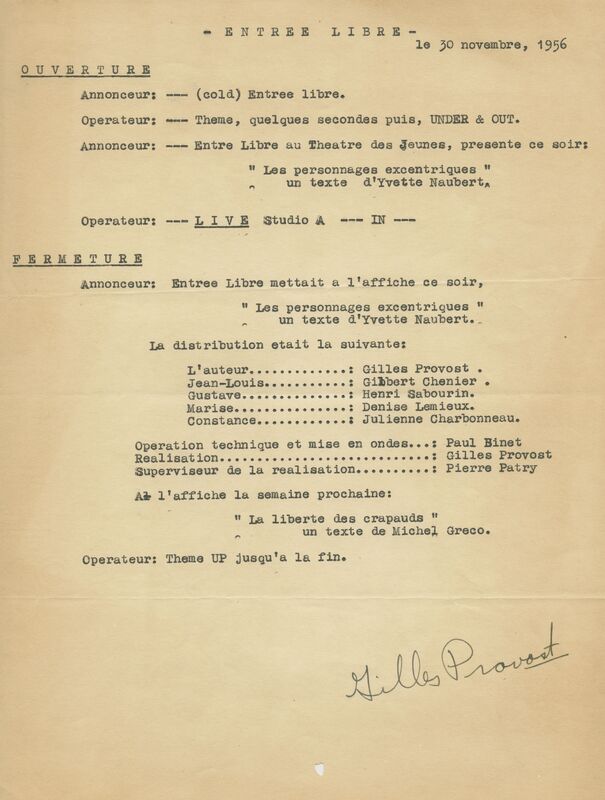 - E N T R E E   L I B R E -
le 30 novembre, 1956
O U V E R T U R E
Annonceur: --- (cold) Entree libre.
Operateur: --- Theme, quelques secondes puis, UNDER & OUT.
Annonceur: --- Entre Libre au Theatre des Jeunes, presente ce soir:
" Les personnages excentriques "
un texte d'Yvette Naubert.
Operateur: --- L I V E Studio A --- IN ---
F E R M E T U R E
Annonceur: Entree Libre mettait a l'affiche ce soir,
" Les personnages excentriques "
un texte d'Yvette Naubert.
La distribution etait la suivante:
L'auteur.............: Gilles Provost .
Jean-Louis...........: Gilbert Chenier .
Gustave..............: Henri Sabourin.
Marise...............: Denise Lemieux.
Constance............: Julienne Charbonneau.
Operation technique et mise en ondes...: Paul Binet
Realisation............................: Gilles Provost
Superviseur de la realisation..........: Pierre Patry
A l'affiche la semaine prochaine:
" La liberte des crapauds "
un texte de Michel Greco.
Operateur: Theme UP jusqu'a la fin.
Gilles Provost